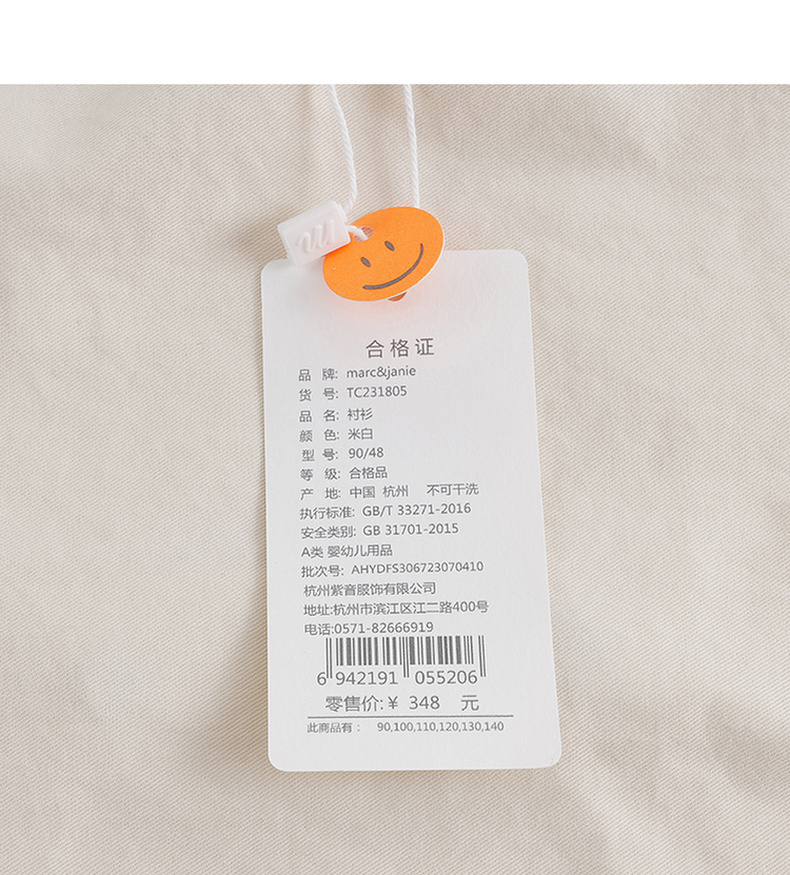 合格证
品 牌: marc&janie
货 号: TC231805
品 名: 衬衫
颜 色: 米白
型 号: 90/48
等 级: 合格品
产 地: 中国 杭州 不可干洗
执行标准: GB/T 33271-2016
安全类别: GB 31701-2015
A类 婴幼儿用品
批次号: AHYDFS306723070410
杭州紫音服饰有限公司
地址:杭州市滨江区江二路400号
电话:0571-82666919
6 942191 055206
零售价:¥ 348 元
此商品有： 90,100,110,120,130,140